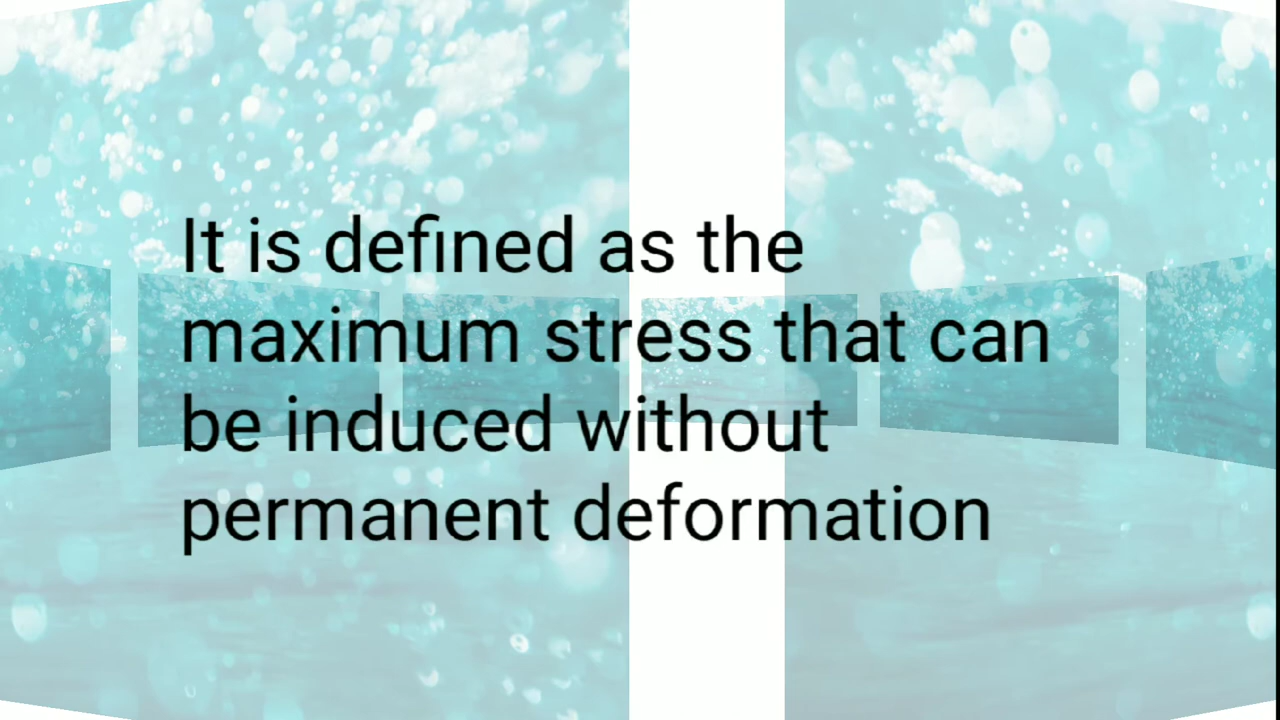 It is defined as the
maximum stress that can
be induced without
permanent deformation